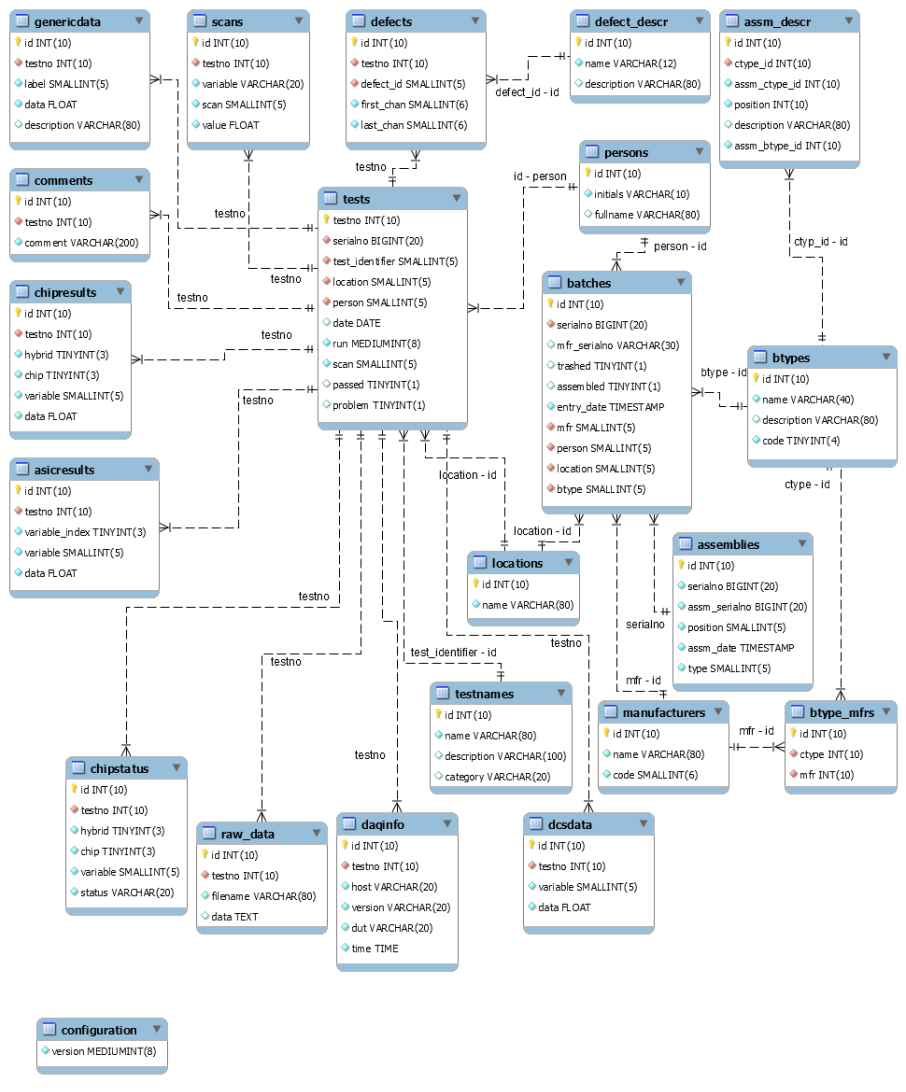 genericdata
id INT(10)
testno INT(10)
label SMALLINT(5)
data FLOAT
description VARCHAR(80)
scans
id INT(10)
testno INT(10)
variable VARCHAR(20)
scan SMALLINT(5)
value FLOAT
defects
id INT(10)
testno INT(10)
defect_id SMALLINT(5)
first_chan SMALLINT(6)
last_chan SMALLINT(6)
defect_id - id
defect_descr
id INT(10)
name VARCHAR(12)
description VARCHAR(80)
assm_descr
id INT(10)
ctype_id INT(10)
assm_ctype_id INT(10)
position INT(10)
description VARCHAR(80)
assm_btype_id INT(10)
comments
id INT(10)
testno INT(10)
comment VARCHAR(200)
testno
testno
testno
id - person
persons
id INT(10)
initials VARCHAR(10)
fullname VARCHAR(80)
person - id
ctyp_id - id
tests
testno INT(10)
serialno BIGINT(20)
test_identifier SMALLINT(5)
location SMALLINT(5)
person SMALLINT(5)
date DATE
run MEDIUMINT(8)
scan SMALLINT(5)
passed TINYINT(1)
problem TINYINT(1)
testno
testno
testno
chipresults
id INT(10)
testno INT(10)
hybrid TINYINT(3)
chip TINYINT(3)
variable SMALLINT(5)
data FLOAT
batches
id INT(10)
serialno BIGINT(20)
mfr_serialno VARCHAR(30)
trashed TINYINT(1)
assembled TINYINT(1)
entry_date TIMESTAMP
mfr SMALLINT(5)
person SMALLINT(5)
location SMALLINT(5)
btype SMALLINT(5)
btype - id
btypes
id INT(10)
name VARCHAR(40)
description VARCHAR(80)
code TINYINT(4)
ctype - id
asicresults
id INT(10)
testno INT(10)
variable_index TINYINT(3)
variable SMALLINT(5)
data FLOAT
location - id
location - id
locations
id INT(10)
name VARCHAR(80)
assemblies
id INT(10)
serialno BIGINT(20)
assm_serialno BIGINT(20)
position SMALLINT(5)
assm_date TIMESTAMP
type SMALLINT(5)
serialno
testno
testno
test_identifier - id
testno
mfr - id
testnames
id INT(10)
name VARCHAR(80)
description VARCHAR(100)
category VARCHAR(20)
manufacturers
id INT(10)
name VARCHAR(80)
code SMALLINT(6)
mfr - id
btype_mfrs
id INT(10)
ctype INT(10)
mfr INT(10)
testno
chipstatus
id INT(10)
testno INT(10)
hybrid TINYINT(3)
chip TINYINT(3)
variable SMALLINT(5)
status VARCHAR(20)
raw_data
id INT(10)
testno INT(10)
filename VARCHAR(80)
data TEXT
daqinfo
id INT(10)
testno INT(10)
host VARCHAR(20)
version VARCHAR(20)
dut VARCHAR(20)
time TIME
dcsdata
id INT(10)
testno INT(10)
variable SMALLINT(5)
data FLOAT
configuration
version MEDIUMINT(8)